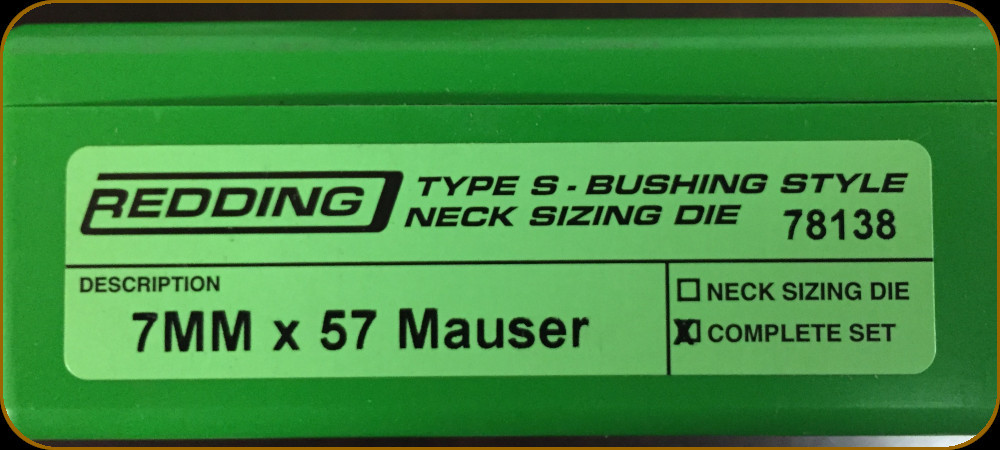 REDDING
TYPE S - BUSHING STYLE
NECK SIZING DIE 78138
DESCRIPTION
7MM x 57 Mauser
NECK SIZING DIE
X COMPLETE SET